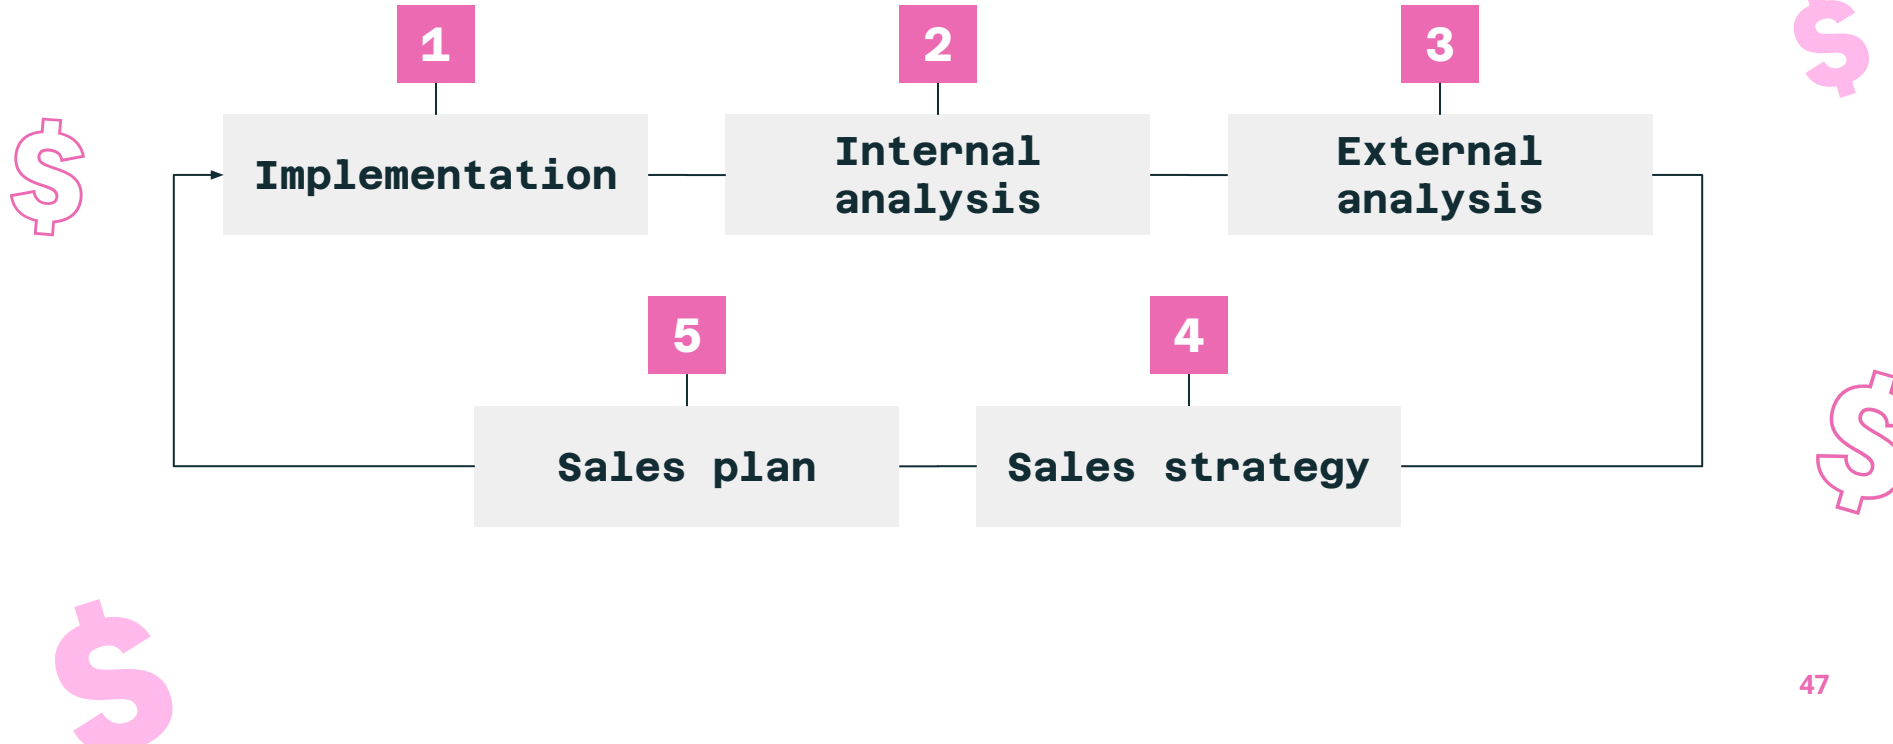 1
Implementation
2
Internal
analysis
3
External
analysis
5
Sales plan
4
Sales strategy
47